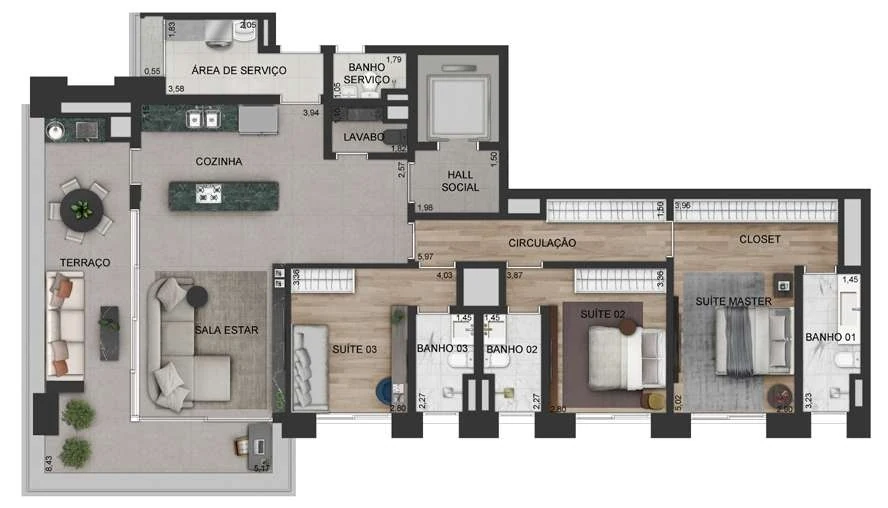 1,83
2,05
0,55
ÁREA DE SERVIÇO
3,58
BANHO
SERVIÇO
1,79
1,05
3,94
LAVABO
1,82
COZINHA
2,57
HALL
SOCIAL
1,50
1,98
TERRAÇO
5,97
CIRCULAÇÃO
1,50
3,96
CLOSET
3,36
4,03
3,87
3,36
1,45
SALA ESTAR
SUÍTE 03
1,45
BANHO 03
1,45
BANHO 02
SUÍTE 02
SUÍTE MASTER
BANHO 01
2,80
2,27
2,27
2,80
5,02
2,80
3,23
8,43
5,17